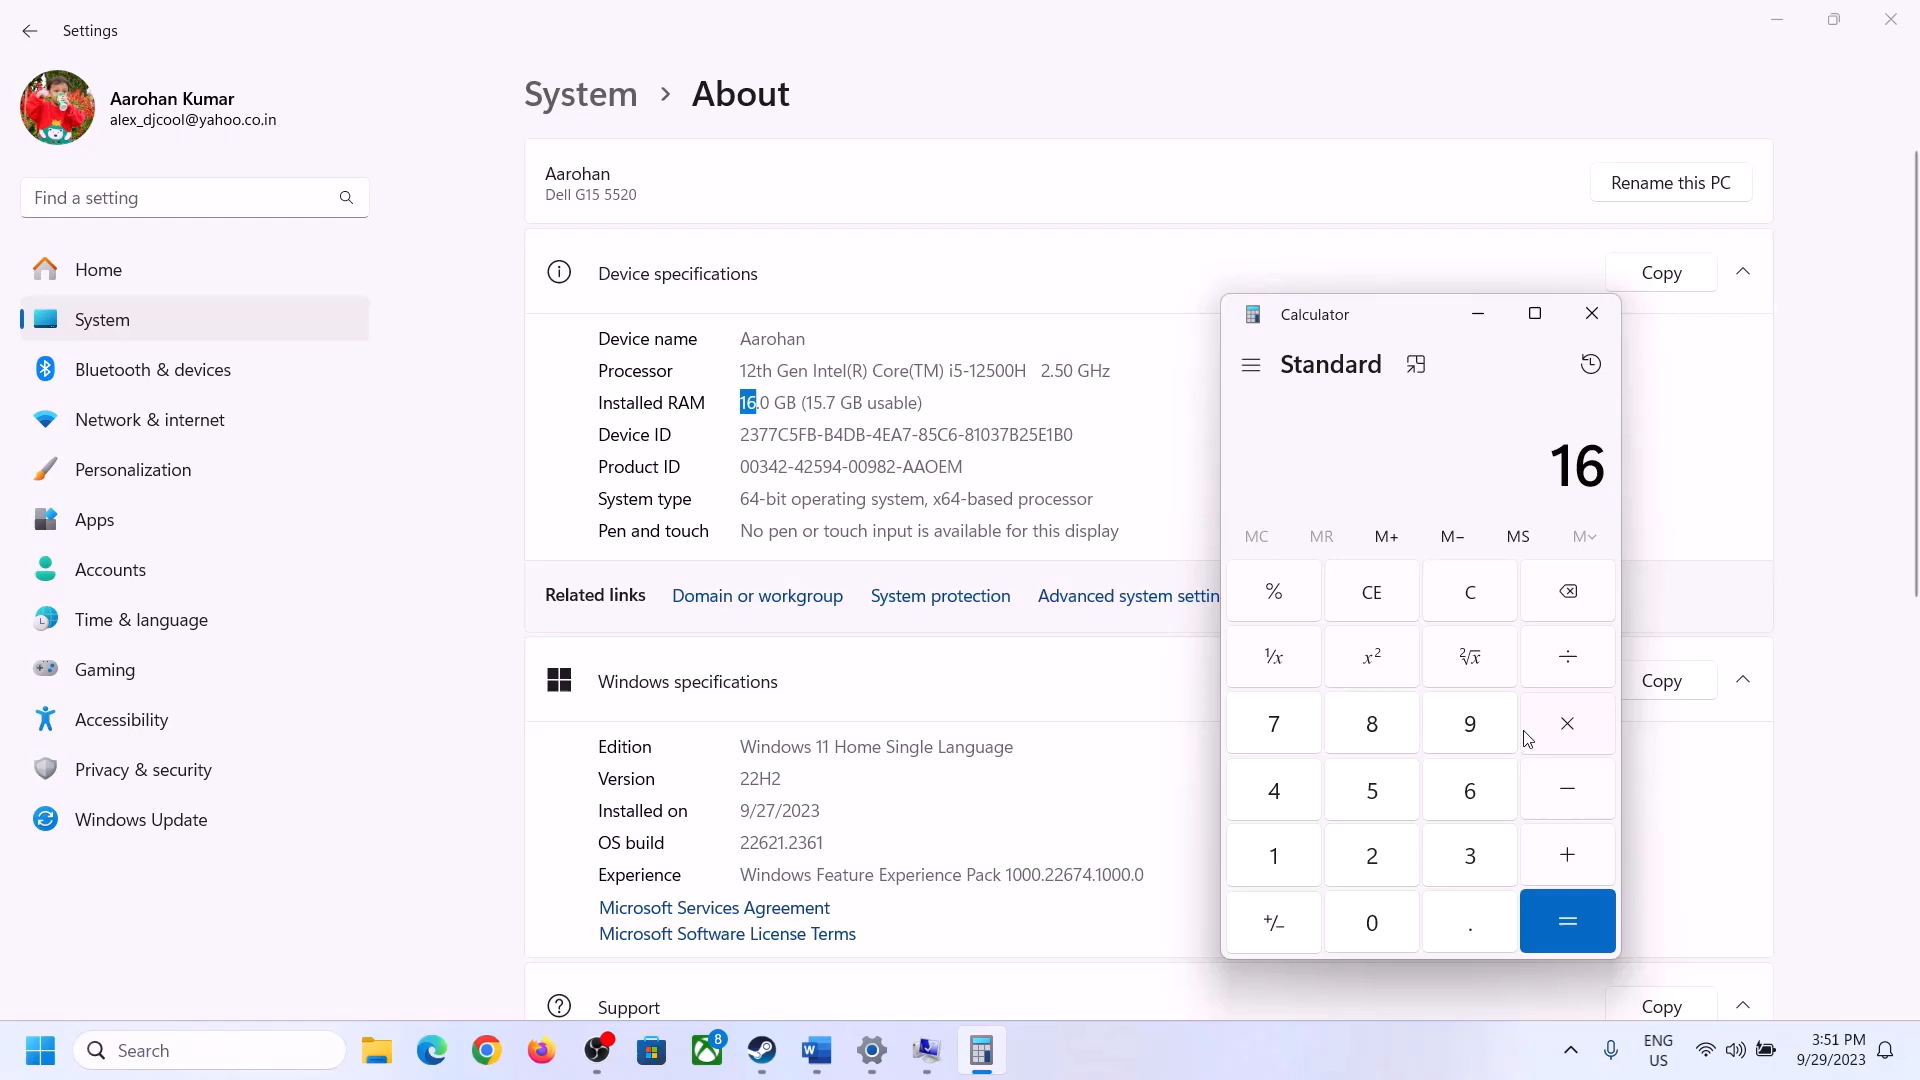 Settings
Aarohan Kumar
alex_djcool@yahoo.co.in
Find a setting
Home
System
Bluetooth & devices
Network & internet
Personalization
Apps
Accounts
Time & language
Gaming
Accessibility
Privacy & security
Windows Update
System > About
Aarohan
Dell G15 5520
Rename this PC
Device specifications
Copy
Device name Aarohan
Processor 12th Gen Intel(R) Core(TM) i5-12500H 2.50 GHz
Installed RAM 16.0 GB (15.7 GB usable)
Device ID 2377C5FB-B4DB-4EA7-85C6-81037B25E1B0
Product ID 00342-42594-00982-AAOEM
System type 64-bit operating system, x64-based processor
Pen and touch No pen or touch input is available for this display
Related links Domain or workgroup System protection Advanced system settin
Windows specifications
Copy
Edition Windows 11 Home Single Language
Version 22H2
Installed on 9/27/2023
OS build 22621.2361
Experience Windows Feature Experience Pack 1000.22674.1000.0
Microsoft Services Agreement
Microsoft Software License Terms
Support
Copy
Calculator
Standard
16
MC MR M+ M− MS M
% CE C
⅟x x² ²√x ÷
7 8 9 ×
4 5 6 −
1 2 3 +
+/− 0 . =
Search
8
ENG
US
3:51 PM
9/29/2023